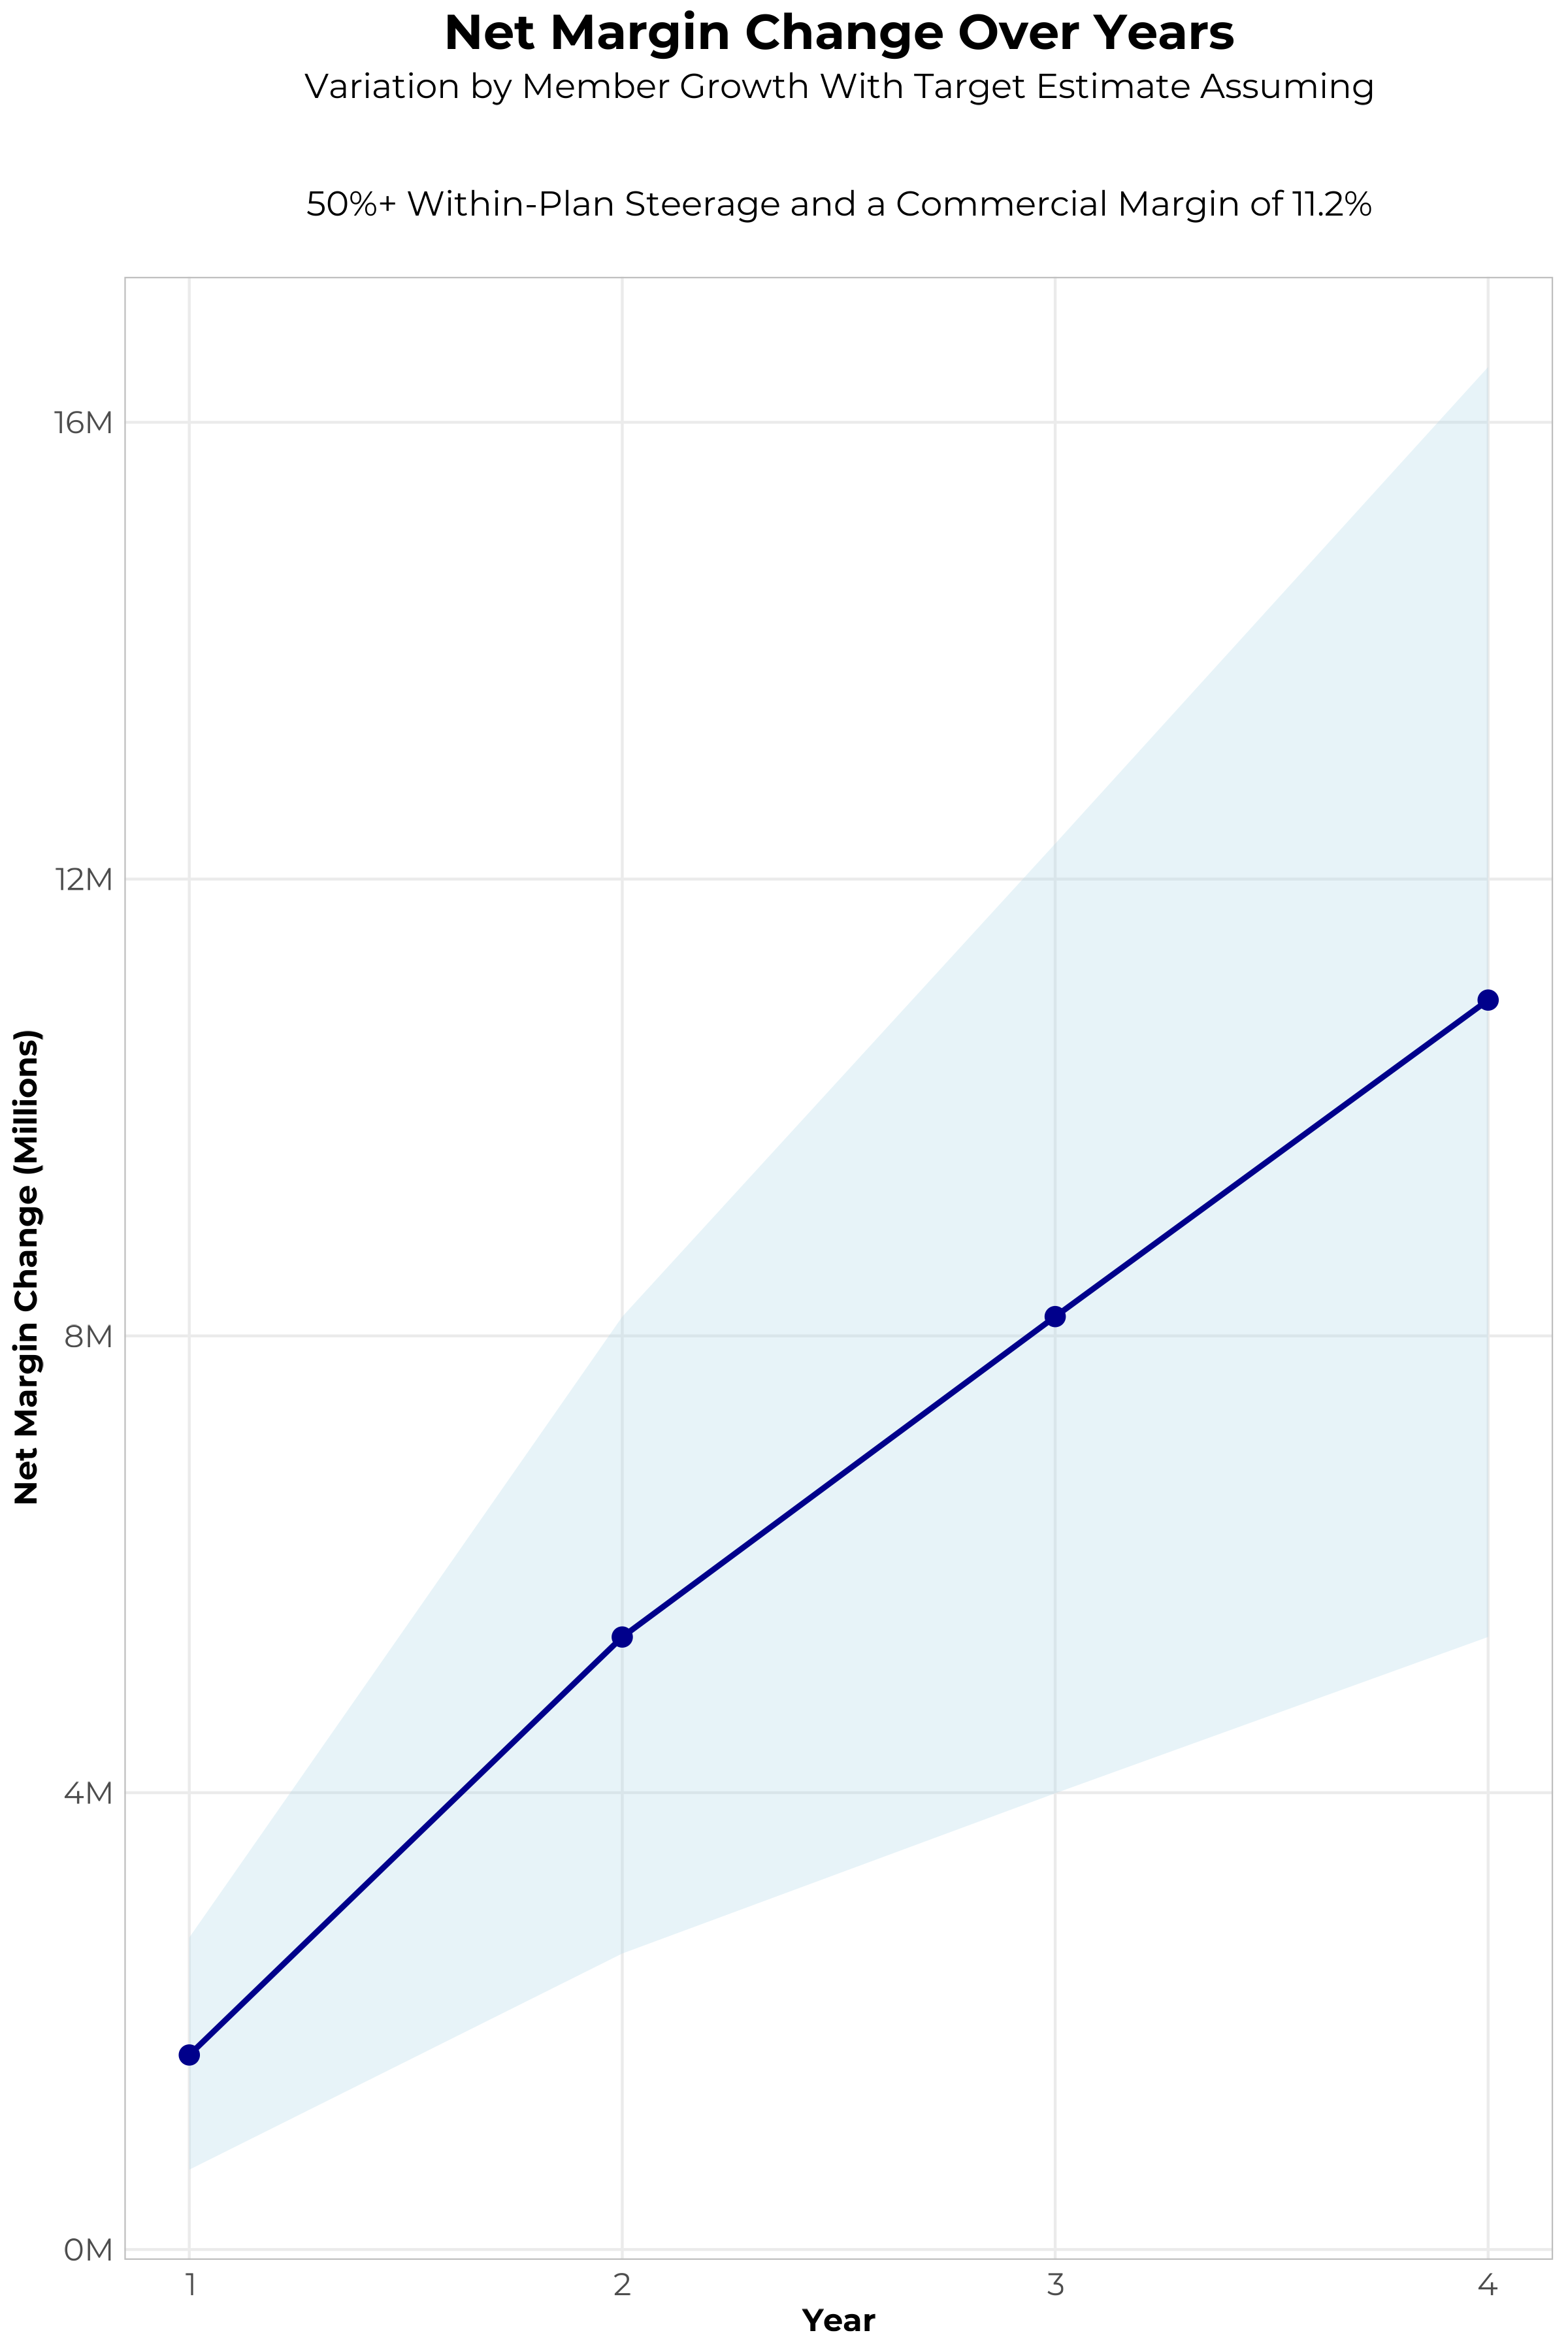 Net Margin Change Over Years
Variation by Member Growth With Target Estimate Assuming
50%+ Within-Plan Steerage and a Commercial Margin of 11.2%
16M
12M
8M
4M
0M
Net Margin Change (Millions)
1
2
3
4
Year